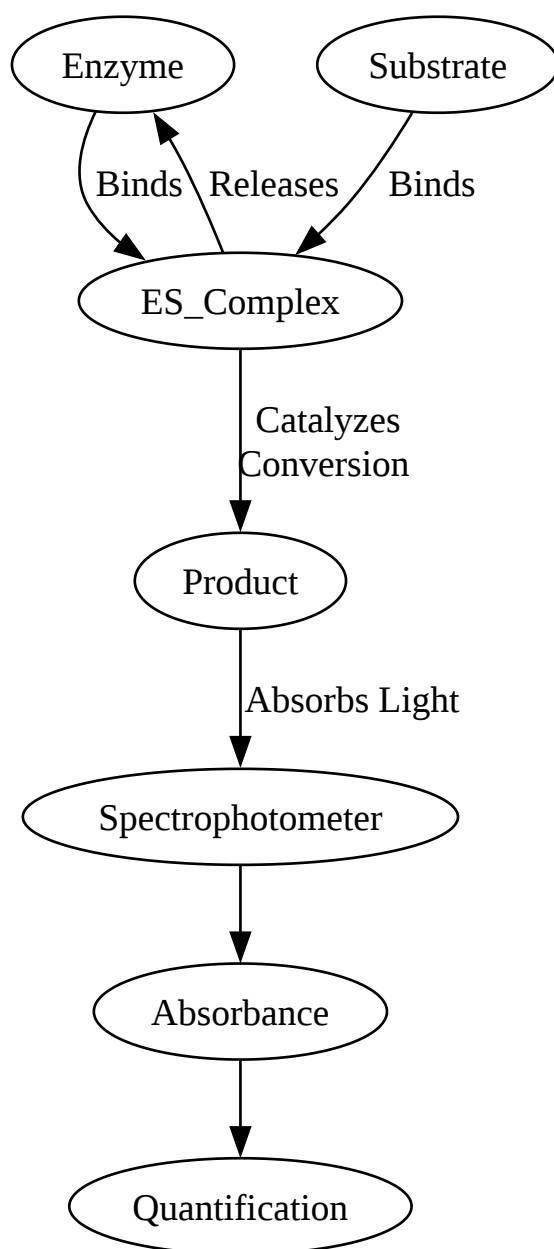 Enzyme
Substrate
Binds
Releases
Binds
ES_Complex
Catalyzes
Conversion
Product
Absorbs Light
Spectrophotometer
Absorbance
Quantification